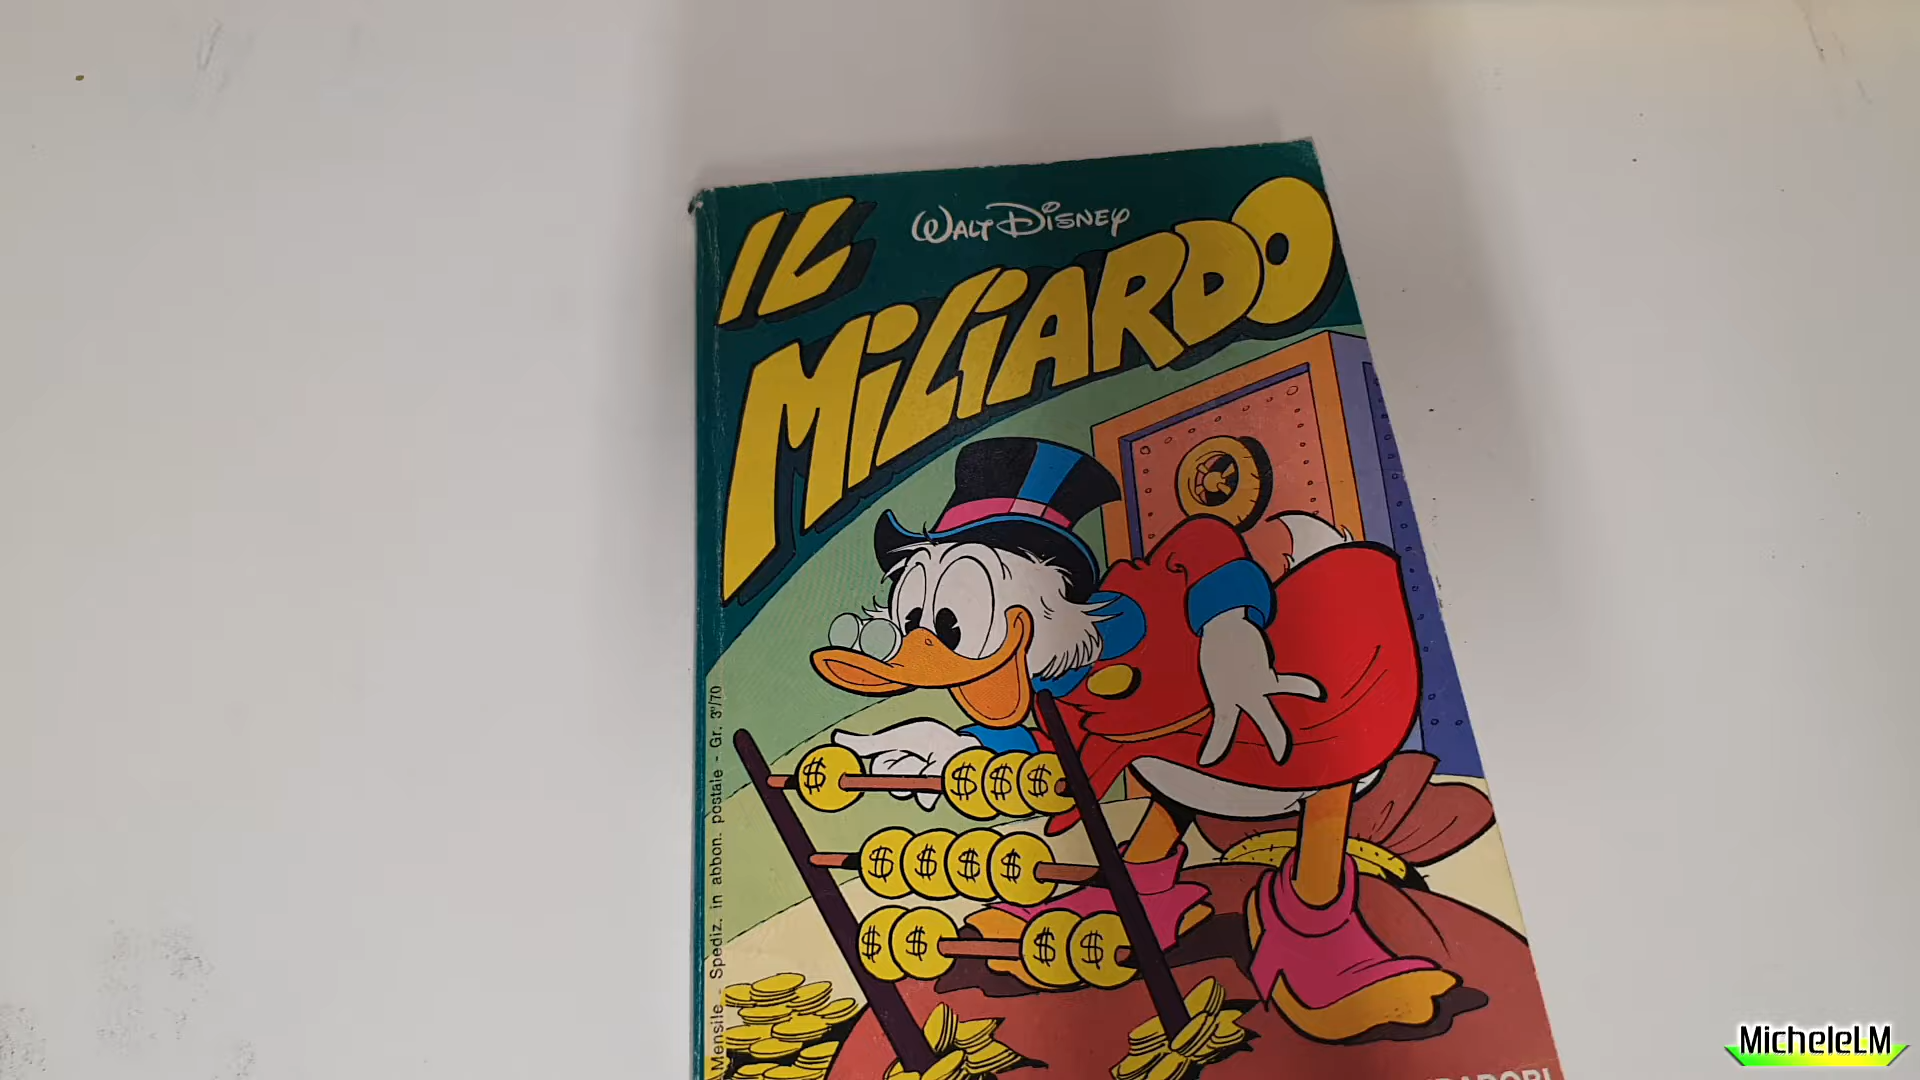 WALT DISNEY
IL
MILIARDO
Mensile - Spediz. in abbon. postale - Gr. 3°/70
$ $ $ $
$ $ $ $
$ $ $ $
MicheleLM